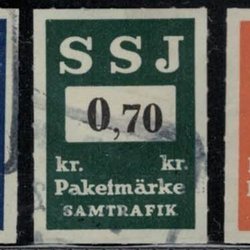 SSJ
0,70
kr. kr.
Paketmärke
SAMTRAFIK